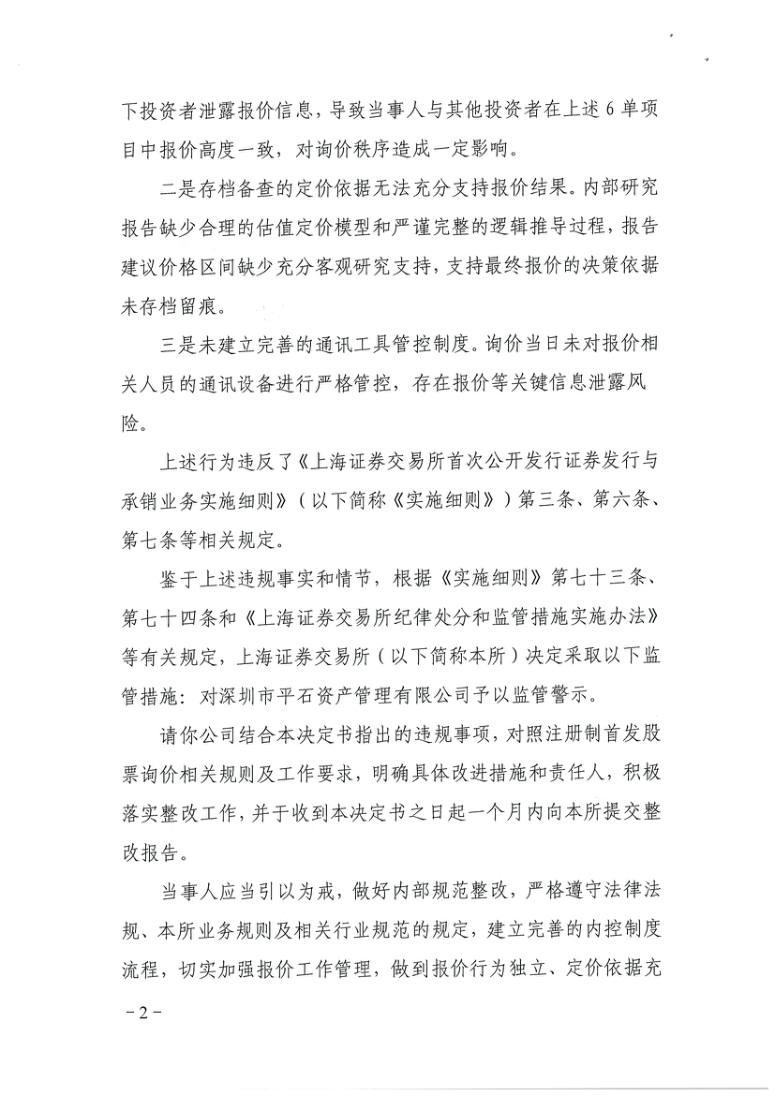 下投资者泄露报价信息，导致当事人与其他投资者在上述 6 单项
目中报价高度一致，对询价秩序造成一定影响。
二是存档备查的定价依据无法充分支持报价结果。内部研究
报告缺少合理的估值定价模型和严谨完整的逻辑推导过程，报告
建议价格区间缺少充分客观研究支持，支持最终报价的决策依据
未存档留痕。
三是未建立完善的通讯工具管控制度。询价当日未对报价相
关人员的通讯设备进行严格管控，存在报价等关键信息泄露风
险。
上述行为违反了《上海证券交易所首次公开发行证券发行与
承销业务实施细则》（以下简称《实施细则》）第三条、第六条、
第七条等相关规定。
鉴于上述违规事实和情节，根据《实施细则》第七十三条、
第七十四条和《上海证券交易所纪律处分和监管措施实施办法》
等有关规定，上海证券交易所（以下简称本所）决定采取以下监
管措施：对深圳市平石资产管理有限公司予以监管警示。
请你公司结合本决定书指出的违规事项，对照注册制首发股
票询价相关规则及工作要求，明确具体改进措施和责任人，积极
落实整改工作，并于收到本决定书之日起一个月内向本所提交整
改报告。
当事人应当引以为戒，做好内部规范整改，严格遵守法律法
规、本所业务规则及相关行业规范的规定，建立完善的内控制度
流程，切实加强报价工作管理，做到报价行为独立、定价依据充
－2－